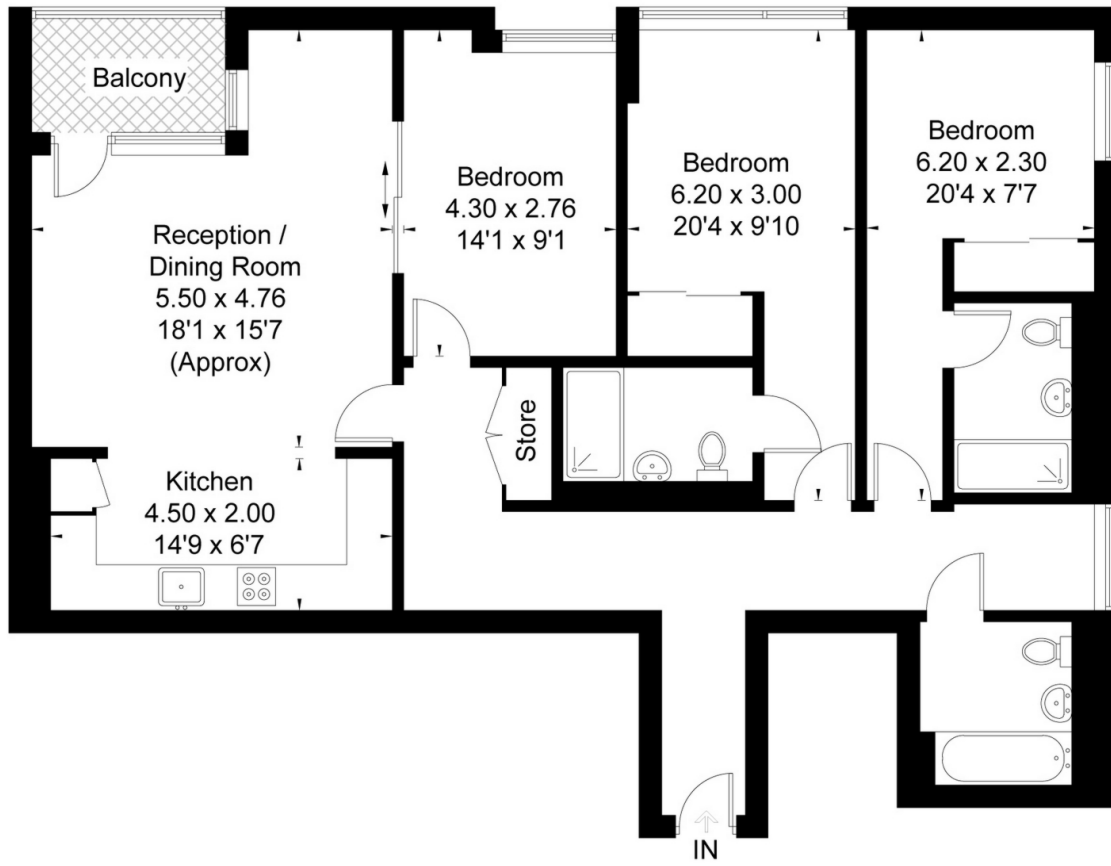 Balcony
Reception /
Dining Room
5.50 x 4.76
18'1 x 15'7
(Approx)
Bedroom
4.30 x 2.76
14'1 x 9'1
Bedroom
6.20 x 3.00
20'4 x 9'10
Bedroom
6.20 x 2.30
20'4 x 7'7
Store
Kitchen
4.50 x 2.00
14'9 x 6'7
IN